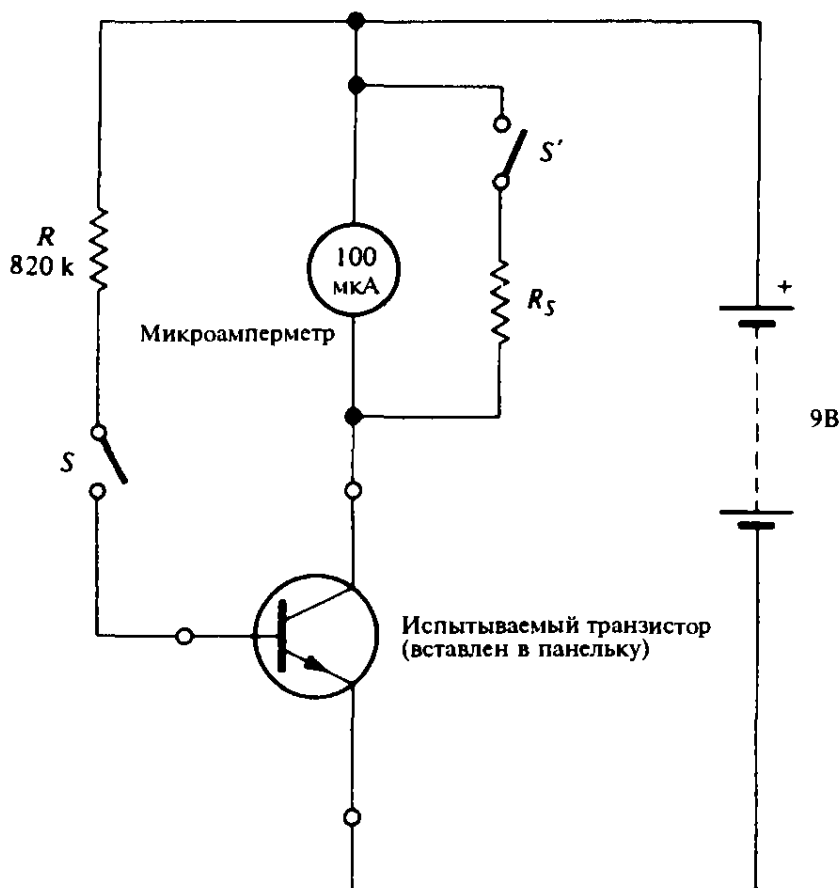 R
820 k
S
100
мкА
Микроамперметр
S'
R_S
+
9В
Испытываемый транзистор
(вставлен в панельку)